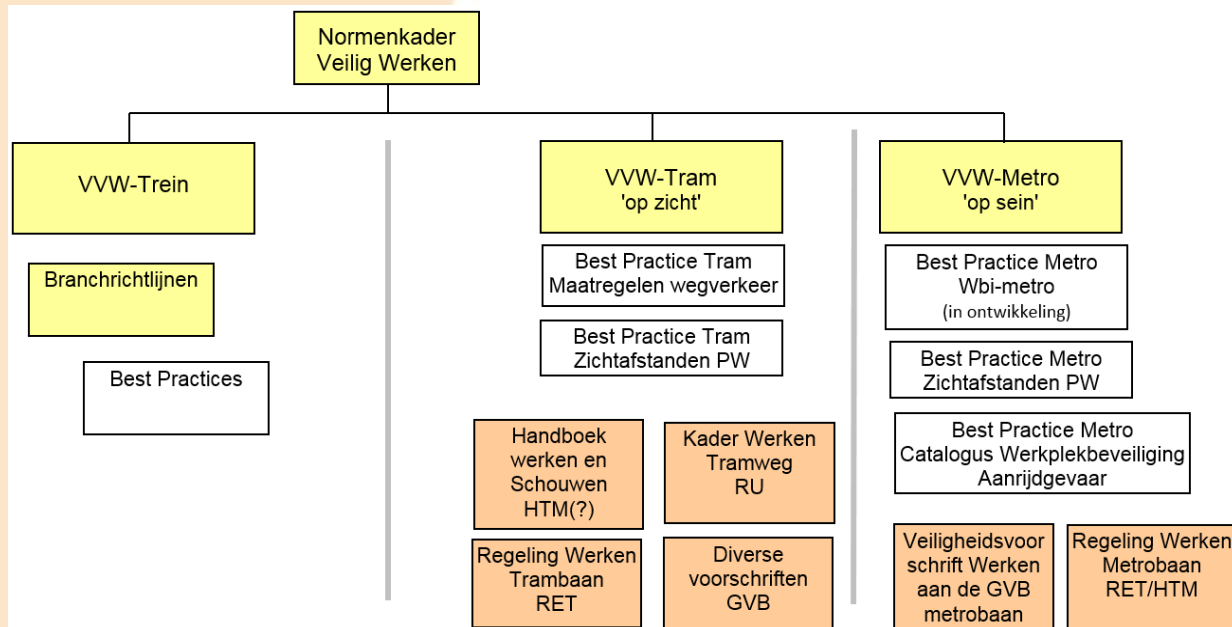 Normenkader
Veilig Werken
VVW-Trein
Branchrichtlijnen
Best Practices
VVW-Tram
'op zicht'
Best Practice Tram
Maatregelen wegverkeer
Best Practice Tram
Zichtafstanden PW
Handboek
werken en
Schouwen
HTM(?)
Kader Werken
Tramweg
RU
Regeling Werken
Trambaan
RET
Diverse
voorschriften
GVB
VVW-Metro
'op sein'
Best Practice Metro
Wbi-metro
(in ontwikkeling)
Best Practice Metro
Zichtafstanden PW
Best Practice Metro
Catalogus Werkplekbeveiliging
Aanrijdgevaar
Veiligheidsvoor
schrift Werken
aan de GVB
metrobaan
Regeling Werken
Metrobaan
RET/HTM